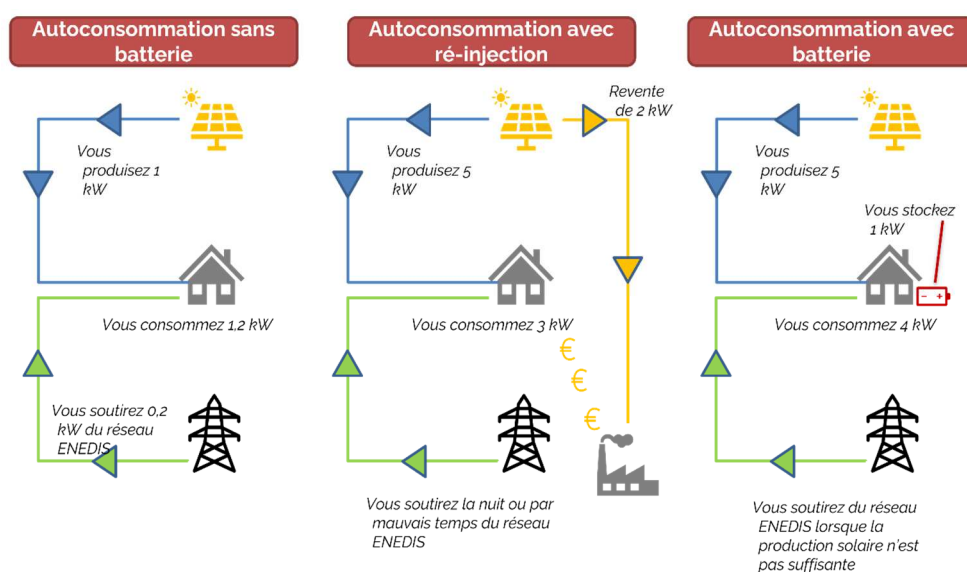 Autoconsommation sans
batterie
Vous
produisez 1
kW
Vous consommez 1,2 kW
Vous soutirez 0,2
kW du réseau
ENEDIS
Autoconsommation avec
ré-injection
Revente
de 2 kW
Vous
produisez 5
kW
Vous consommez 3 kW
€
€
€
Vous soutirez la nuit ou par
mauvais temps du réseau
ENEDIS
Autoconsommation avec
batterie
Vous
produisez 5
kW
Vous stockez
1 kW
- +
Vous consommez 4 kW
Vous soutirez du réseau
ENEDIS lorsque la
production solaire n'est
pas suffisante